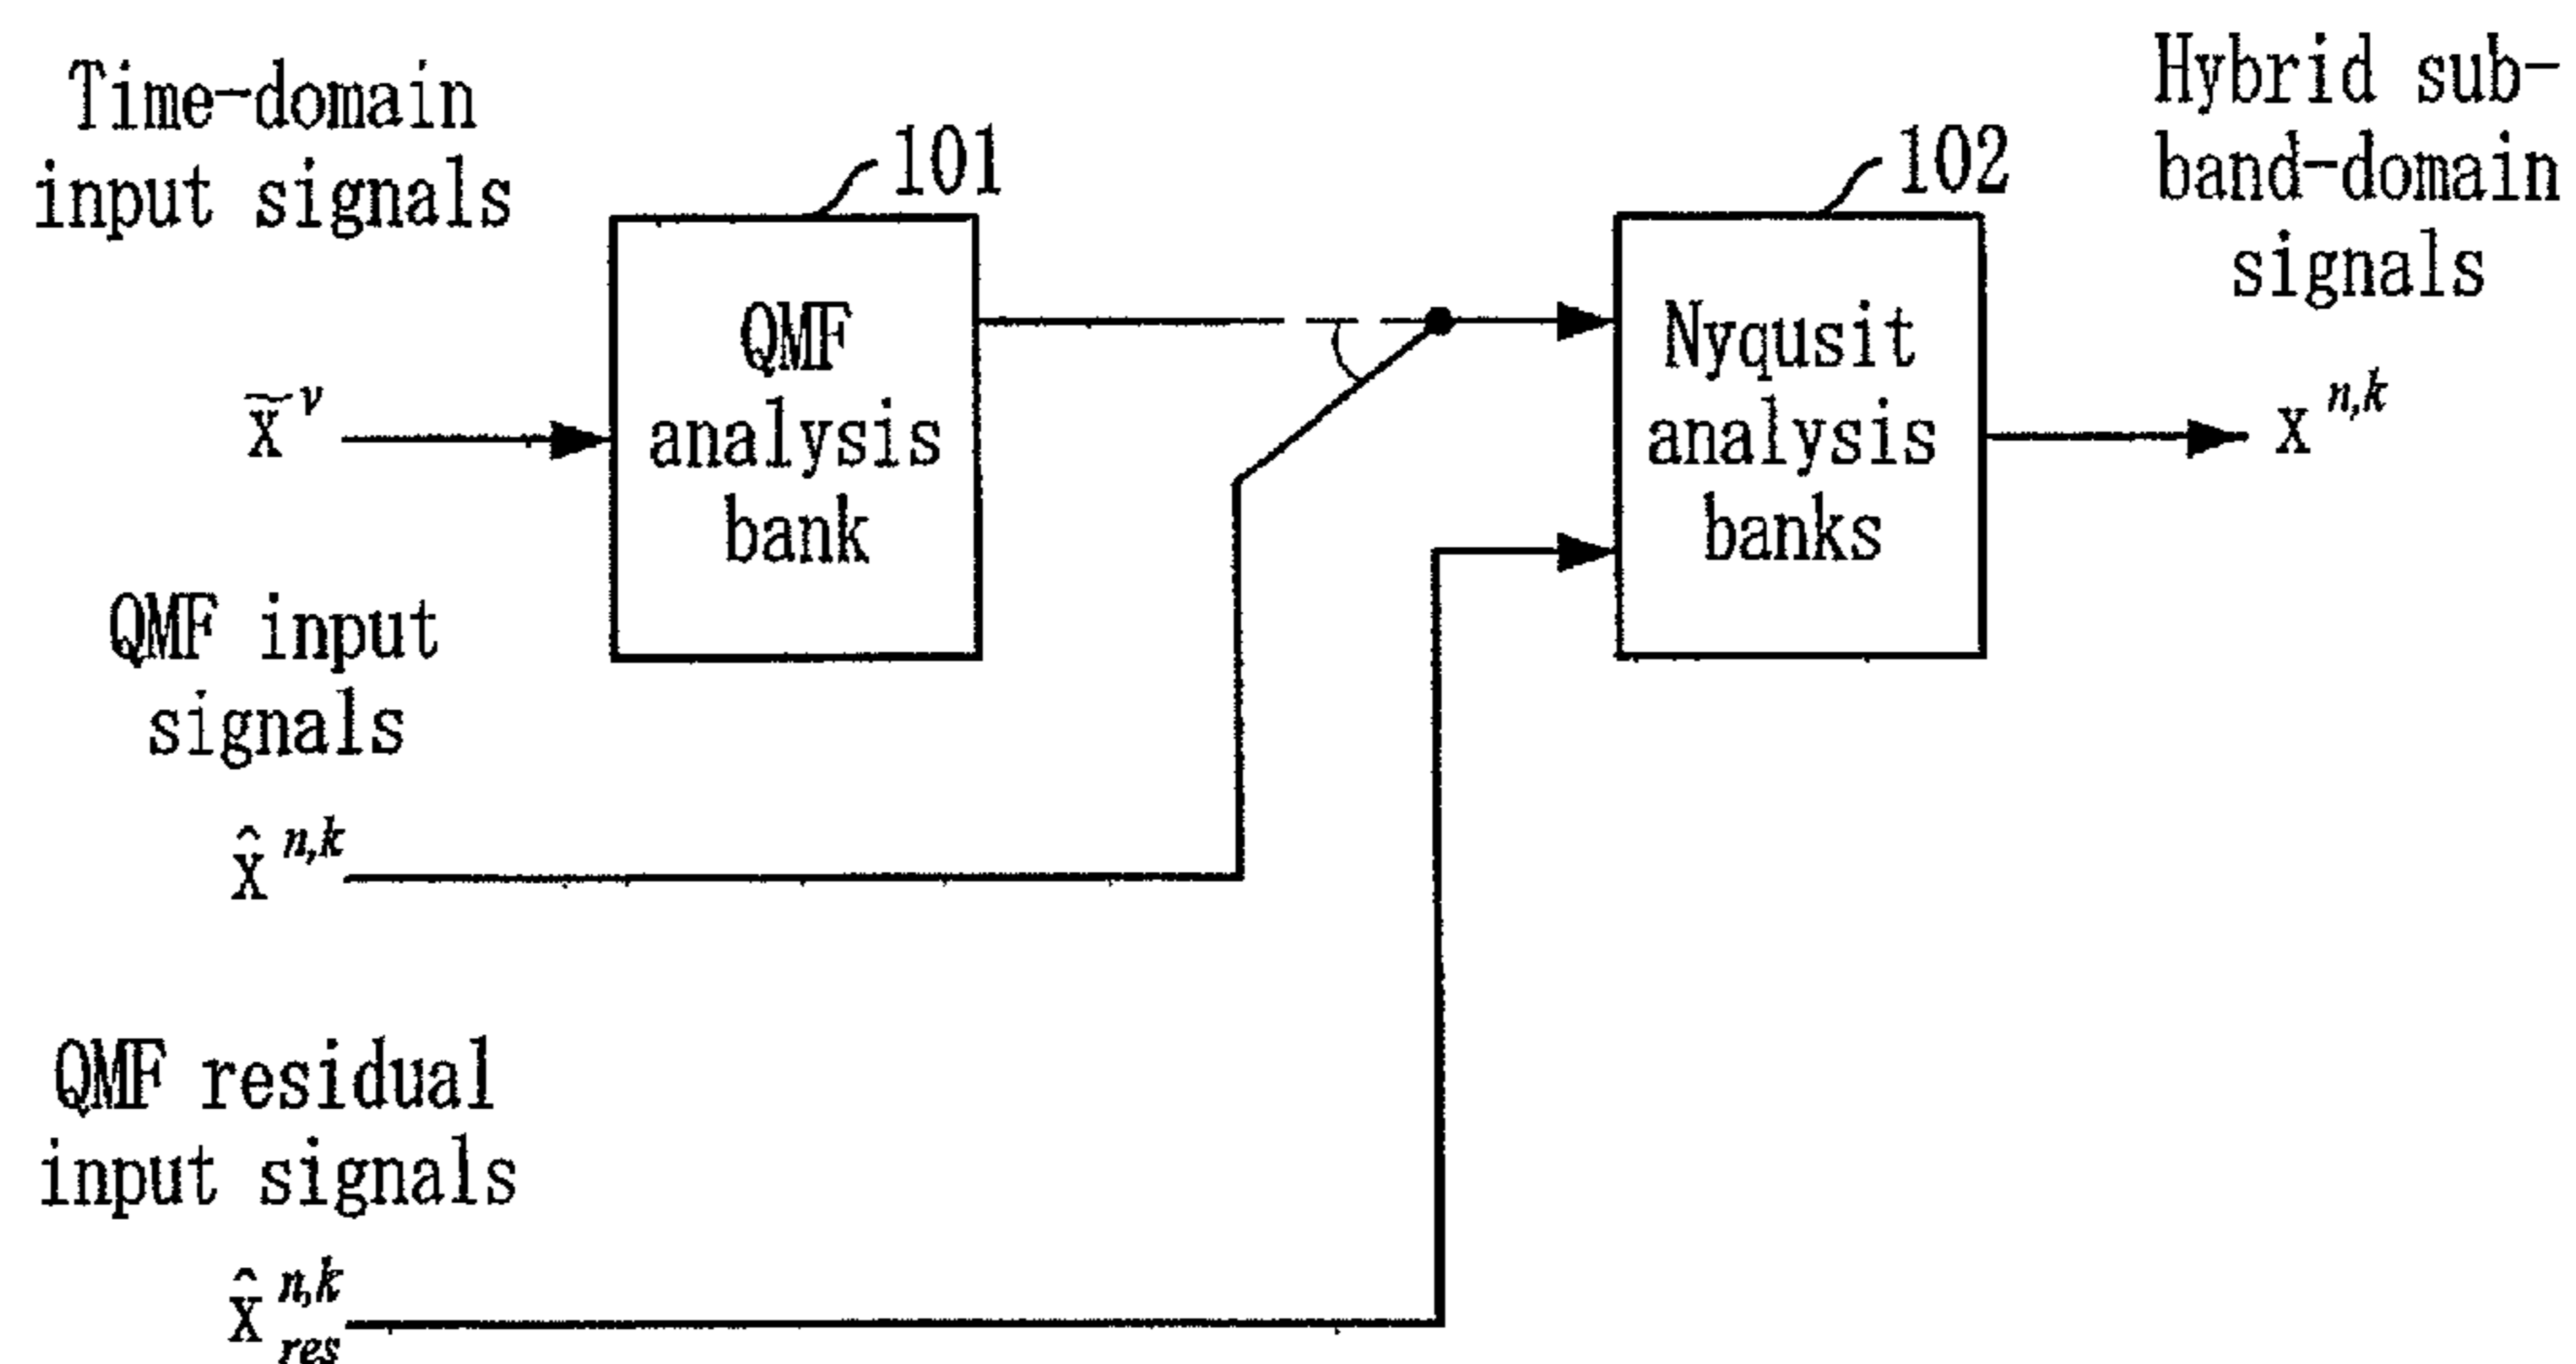 Time-domain
input signals
x̃ ν
QMF input
signals
x̂ n,k
QMF residual
input signals
x̂ n,k res
101
QMF
analysis
bank
102
Nyqusit
analysis
banks
Hybrid sub-
band-domain
signals
x n,k